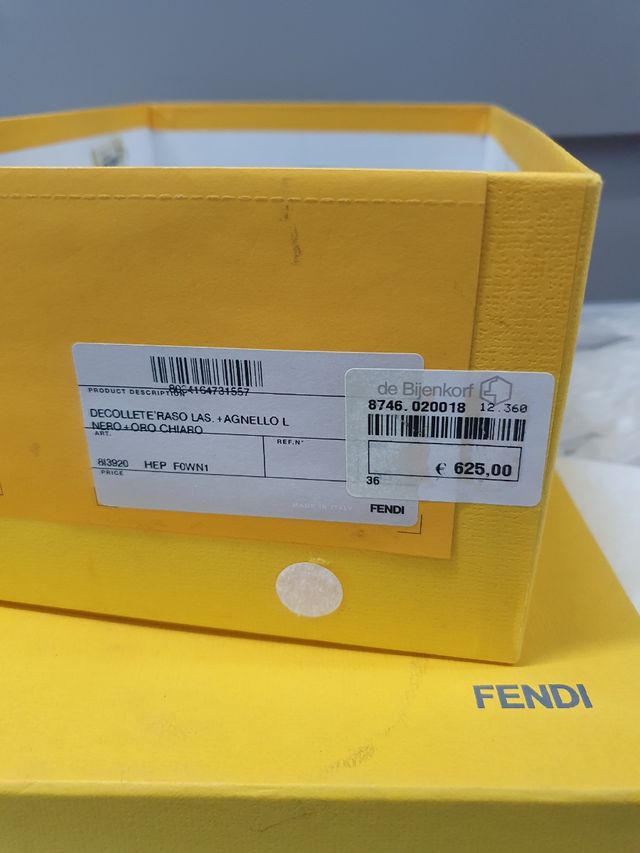 8054164731557
PRODUCT DESCRIPTION
DECOLLETE'RASO LAS.+AGNELLO L
NERO+ORO CHIARO
ART.
REF.N°
8I3920 HEP F0WN1
PRICE
MADE IN ITALY
FENDI
de Bijenkorf
8746.020018 12.360
€ 625,00
36
FENDI